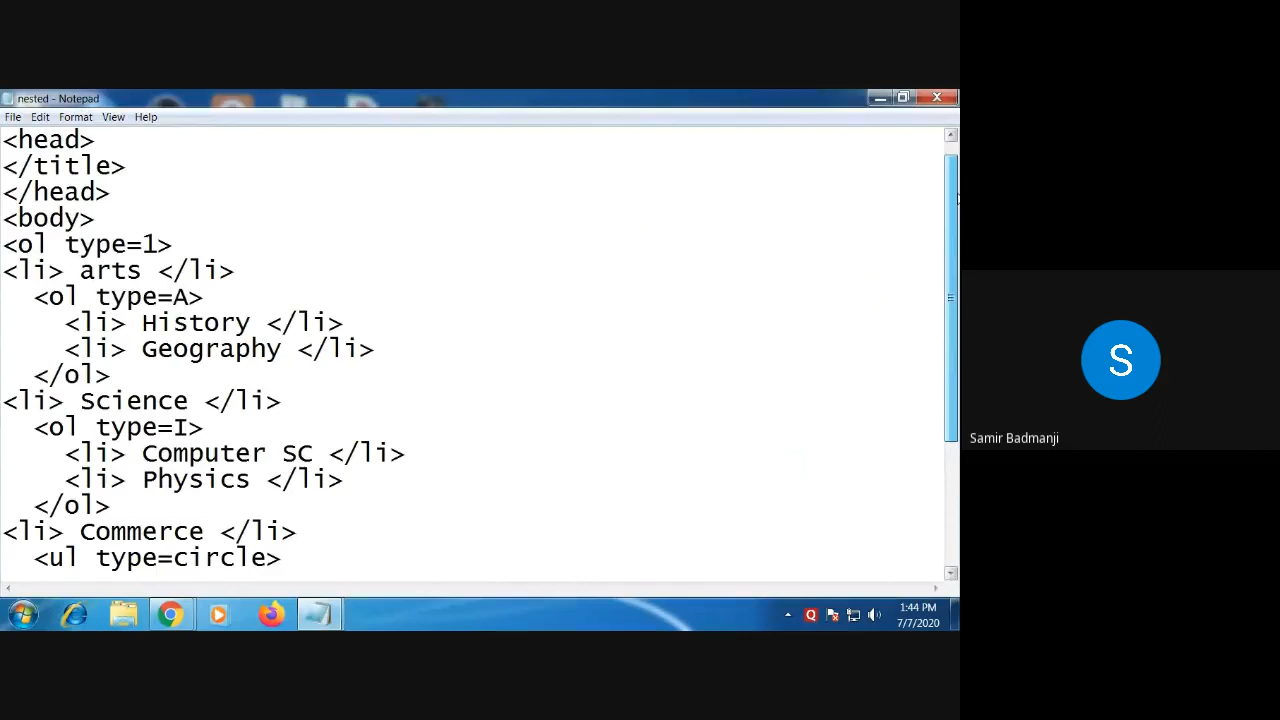 nested - Notepad
File Edit Format View Help
<head>
</title>
</head>
<body>
<ol type=1>
<li> arts </li>
<ol type=A>
<li> History </li>
<li> Geography </li>
</ol>
<li> Science </li>
<ol type=I>
<li> Computer SC </li>
<li> Physics </li>
</ol>
<li> Commerce </li>
<ul type=circle>
S
Samir Badmanji
Q
1:44 PM
7/7/2020